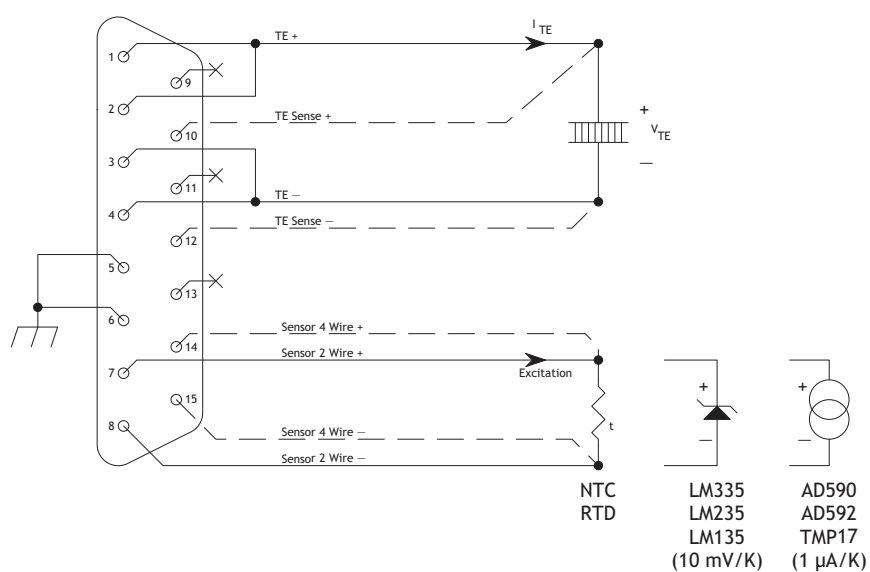 I TE
TE +
1
9
2
TE Sense +
10
+
V TE
—
3
11
TE —
4
TE Sense —
12
5
13
6
Sensor 4 Wire +
14
Sensor 2 Wire +
7
Excitation
15
+
+
t
8
Sensor 4 Wire —
—
—
Sensor 2 Wire —
NTC
RTD
LM335
LM235
LM135
(10 mV/K)
AD590
AD592
TMP17
(1 µA/K)